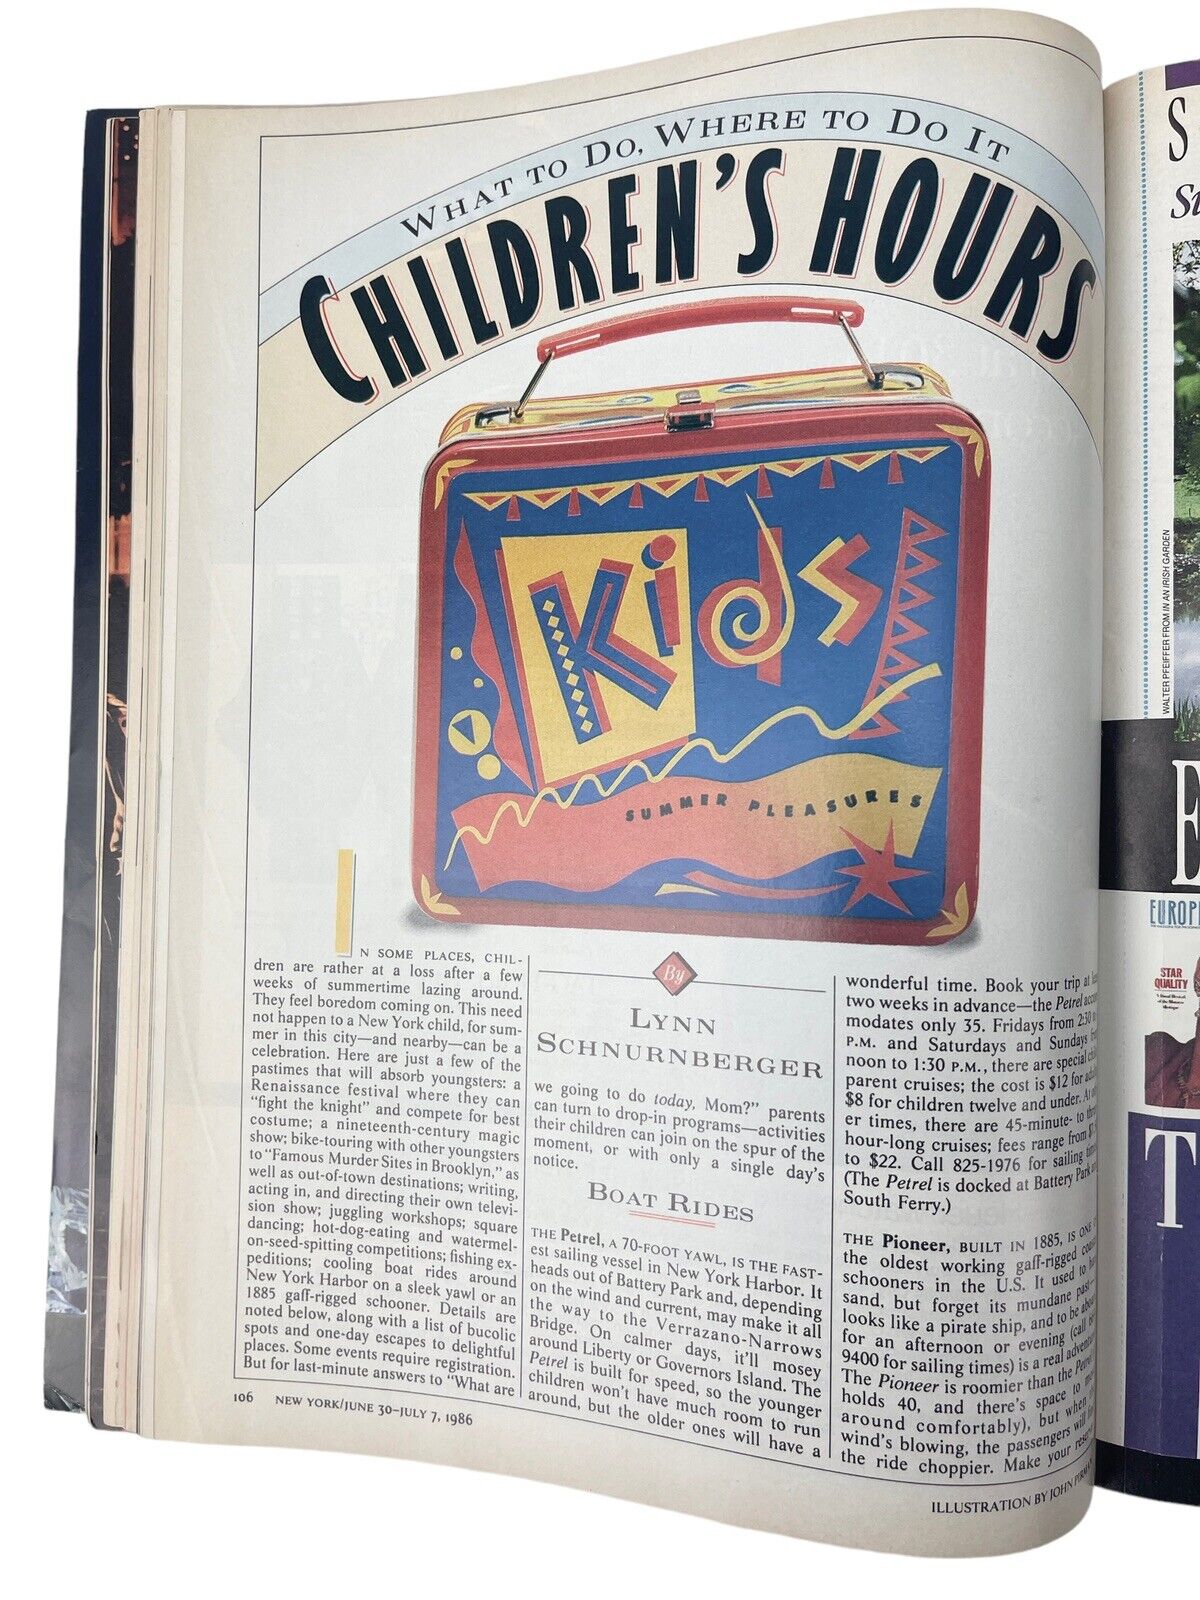 WHAT TO DO, WHERE TO DO IT
CHILDREN'S HOURS
Kids
SUMMER PLEASURES
IN SOME PLACES, CHIL-
dren are rather at a loss after a few
weeks of summertime lazing around.
They feel boredom coming on. This need
not happen to a New York child, for sum-
mer in this city—and nearby—can be a
celebration. Here are just a few of the
pastimes that will absorb youngsters: a
Renaissance festival where they can
"fight the knight" and compete for best
costume; a nineteenth-century magic
show; bike-touring with other youngsters
to "Famous Murder Sites in Brooklyn," as
well as out-of-town destinations; writing,
acting in, and directing their own televi-
sion show; juggling workshops; square
dancing; hot-dog-eating and watermel-
on-seed-spitting competitions; fishing ex-
peditions; cooling boat rides around
New York Harbor on a sleek yawl or an
1885 gaff-rigged schooner. Details are
noted below, along with a list of bucolic
spots and one-day escapes to delightful
places. Some events require registration.
But for last-minute answers to "What are
By
LYNN
SCHNURNBERGER
we going to do today, Mom?" parents
can turn to drop-in programs—activities
their children can join on the spur of the
moment, or with only a single day's
notice.
BOAT RIDES
THE Petrel, A 70-FOOT YAWL, IS THE FAST-
est sailing vessel in New York Harbor. It
heads out of Battery Park and, depending
on the wind and current, may make it all
the way to the Verrazano-Narrows
Bridge. On calmer days, it'll mosey
around Liberty or Governors Island. The
Petrel is built for speed, so the younger
children won't have much room to run
around, but the older ones will have a
wonderful time. Book your trip at
two weeks in advance—the Petrel
modates only 35. Fridays from 2:30
P.M. and Saturdays and Sundays
noon to 1:30 P.M., there are special
parent cruises; the cost is $12 for
$8 for children twelve and under. At
er times, there are 45-minute- to
hour-long cruises; fees range from
to $22. Call 825-1976 for sailing
(The Petrel is docked at Battery Park
South Ferry.)
THE Pioneer, BUILT IN 1885, IS ONE
the oldest working gaff-rigged
schooners in the U.S. It used to
sand, but forget its mundane past—
looks like a pirate ship, and to be
for an afternoon or evening (call
9400 for sailing times) is a real
The Pioneer is roomier than the
holds 40, and there's space to
around comfortably), but when
wind's blowing, the passengers will
the ride choppier. Make your
106 NEW YORK/JUNE 30–JULY 7, 1986
ILLUSTRATION BY JOHN
WALTER PFEIFFER FROM IN AN IRISH GARDEN
S
E
STAR
QUALITY
T